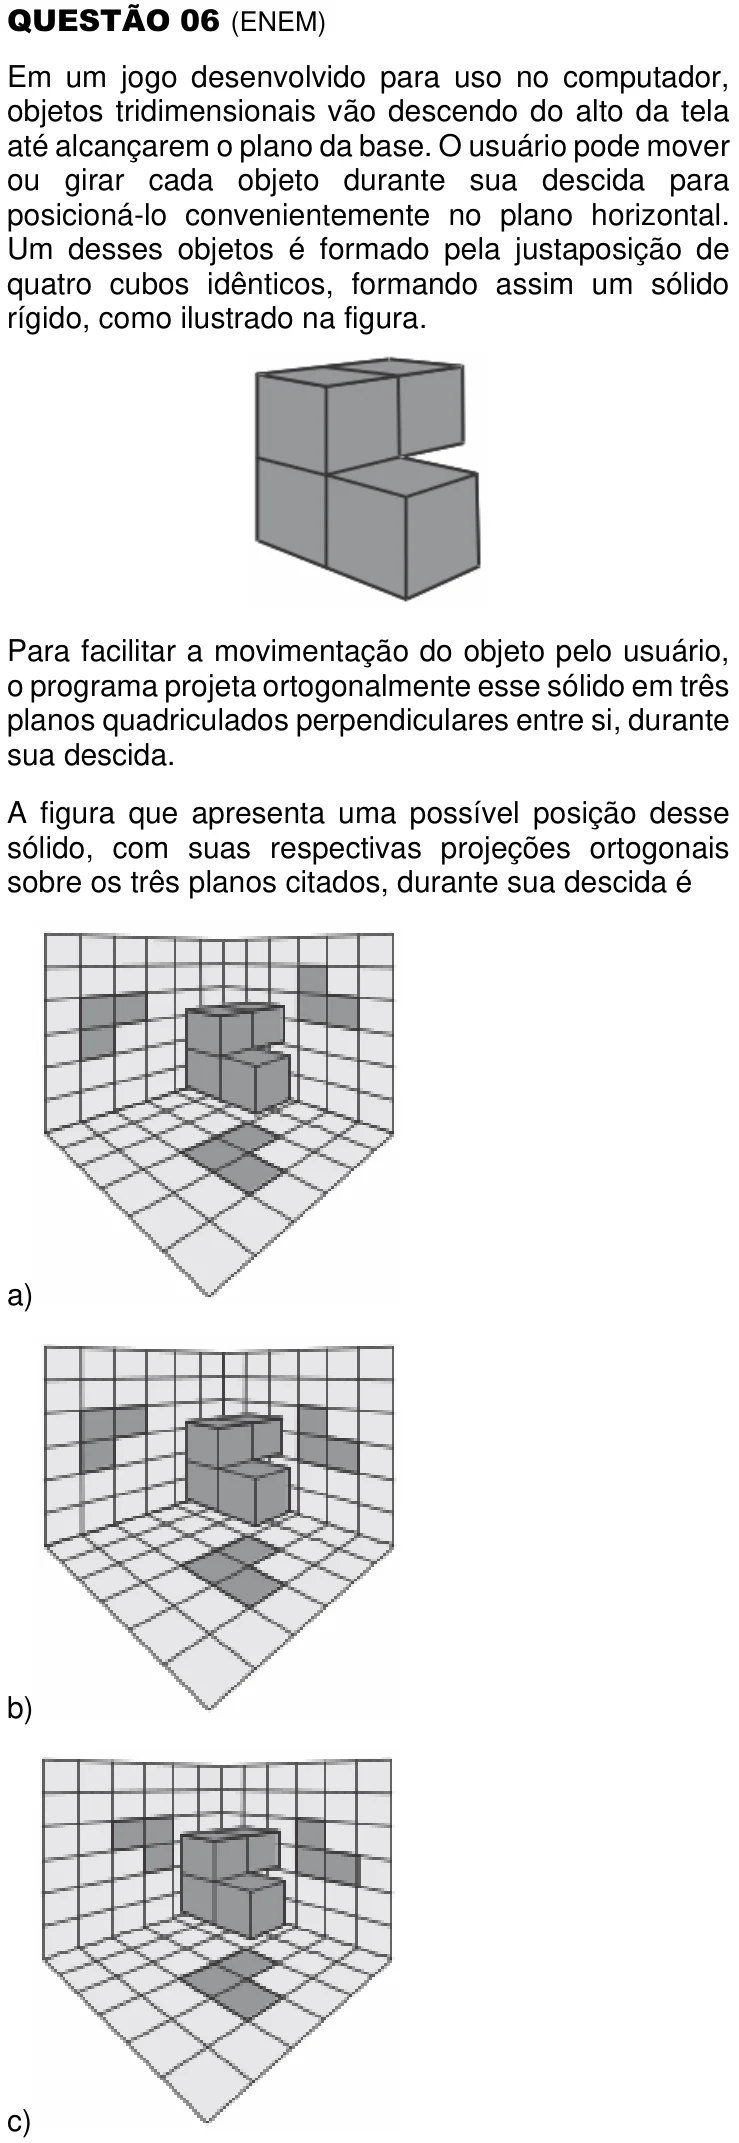 QUESTÃO 06 (ENEM)
Em um jogo desenvolvido para uso no computador,
objetos tridimensionais vão descendo do alto da tela
até alcançarem o plano da base. O usuário pode mover
ou girar cada objeto durante sua descida para
posicioná-lo convenientemente no plano horizontal.
Um desses objetos é formado pela justaposição de
quatro cubos idênticos, formando assim um sólido
rígido, como ilustrado na figura.
Para facilitar a movimentação do objeto pelo usuário,
o programa projeta ortogonalmente esse sólido em três
planos quadriculados perpendiculares entre si, durante
sua descida.
A figura que apresenta uma possível posição desse
sólido, com suas respectivas projeções ortogonais
sobre os três planos citados, durante sua descida é
a)
b)
c)